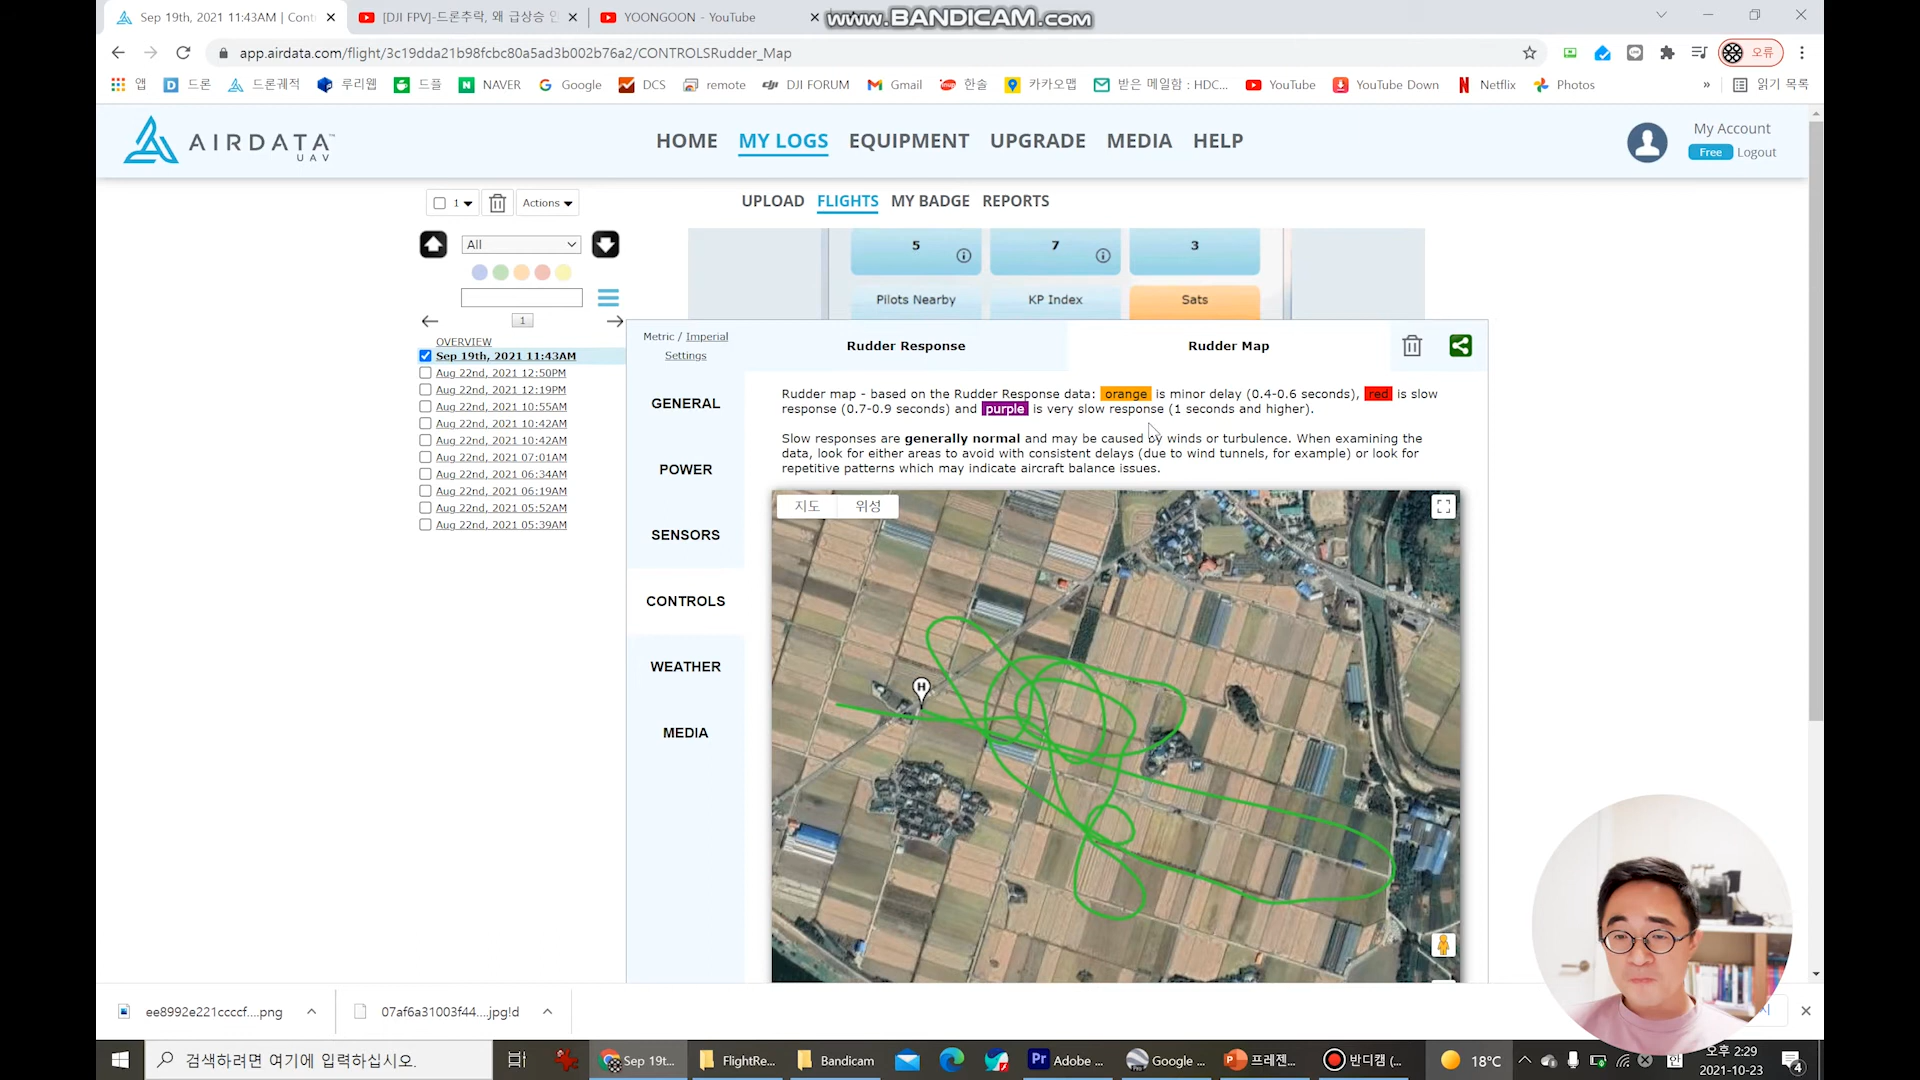 Sep 19th, 2021 11:43AM | Cont
[DJI FPV]-드론추락, 왜 급상승 안
YOONGOON - YouTube
www.BANDICAM.com
app.airdata.com/flight/3c19dda21b98fcbc80a5ad3b002b76a2/CONTROLSRudder_Map
오류
앱
드론
드론궤적
루리웹
드플
NAVER
Google
DCS
remote
DJI FORUM
Gmail
한솔
카카오맵
받은 메일함 : HDC...
YouTube
YouTube Down
Netflix
Photos
»
읽기 목록
AIRDATA™
UAV
HOME
MY LOGS
EQUIPMENT
UPGRADE
MEDIA
HELP
My Account
Free Logout
1
Actions
UPLOAD
FLIGHTS
MY BADGE
REPORTS
All
5
7
3
Pilots Nearby
KP Index
Sats
1
OVERVIEW
Sep 19th, 2021 11:43AM
Aug 22nd, 2021 12:50PM
Aug 22nd, 2021 12:19PM
Aug 22nd, 2021 10:55AM
Aug 22nd, 2021 10:42AM
Aug 22nd, 2021 10:42AM
Aug 22nd, 2021 07:01AM
Aug 22nd, 2021 06:34AM
Aug 22nd, 2021 06:19AM
Aug 22nd, 2021 05:52AM
Aug 22nd, 2021 05:39AM
Metric / Imperial
Settings
Rudder Response
Rudder Map
GENERAL
POWER
SENSORS
CONTROLS
WEATHER
MEDIA
Rudder map - based on the Rudder Response data: orange is minor delay (0.4-0.6 seconds), red is slow
response (0.7-0.9 seconds) and purple is very slow response (1 seconds and higher).
Slow responses are generally normal and may be caused by winds or turbulence. When examining the
data, look for either areas to avoid with consistent delays (due to wind tunnels, for example) or look for
repetitive patterns which may indicate aircraft balance issues.
지도
위성
H
ee8992e221ccccf....png
07af6a31003f44...jpg!d
검색하려면 여기에 입력하십시오.
Sep 19t...
FlightRe...
Bandicam
Adobe ...
Google ...
프레젠...
반디캠 (...
18°C
한
오후 2:29
2021-10-23
4